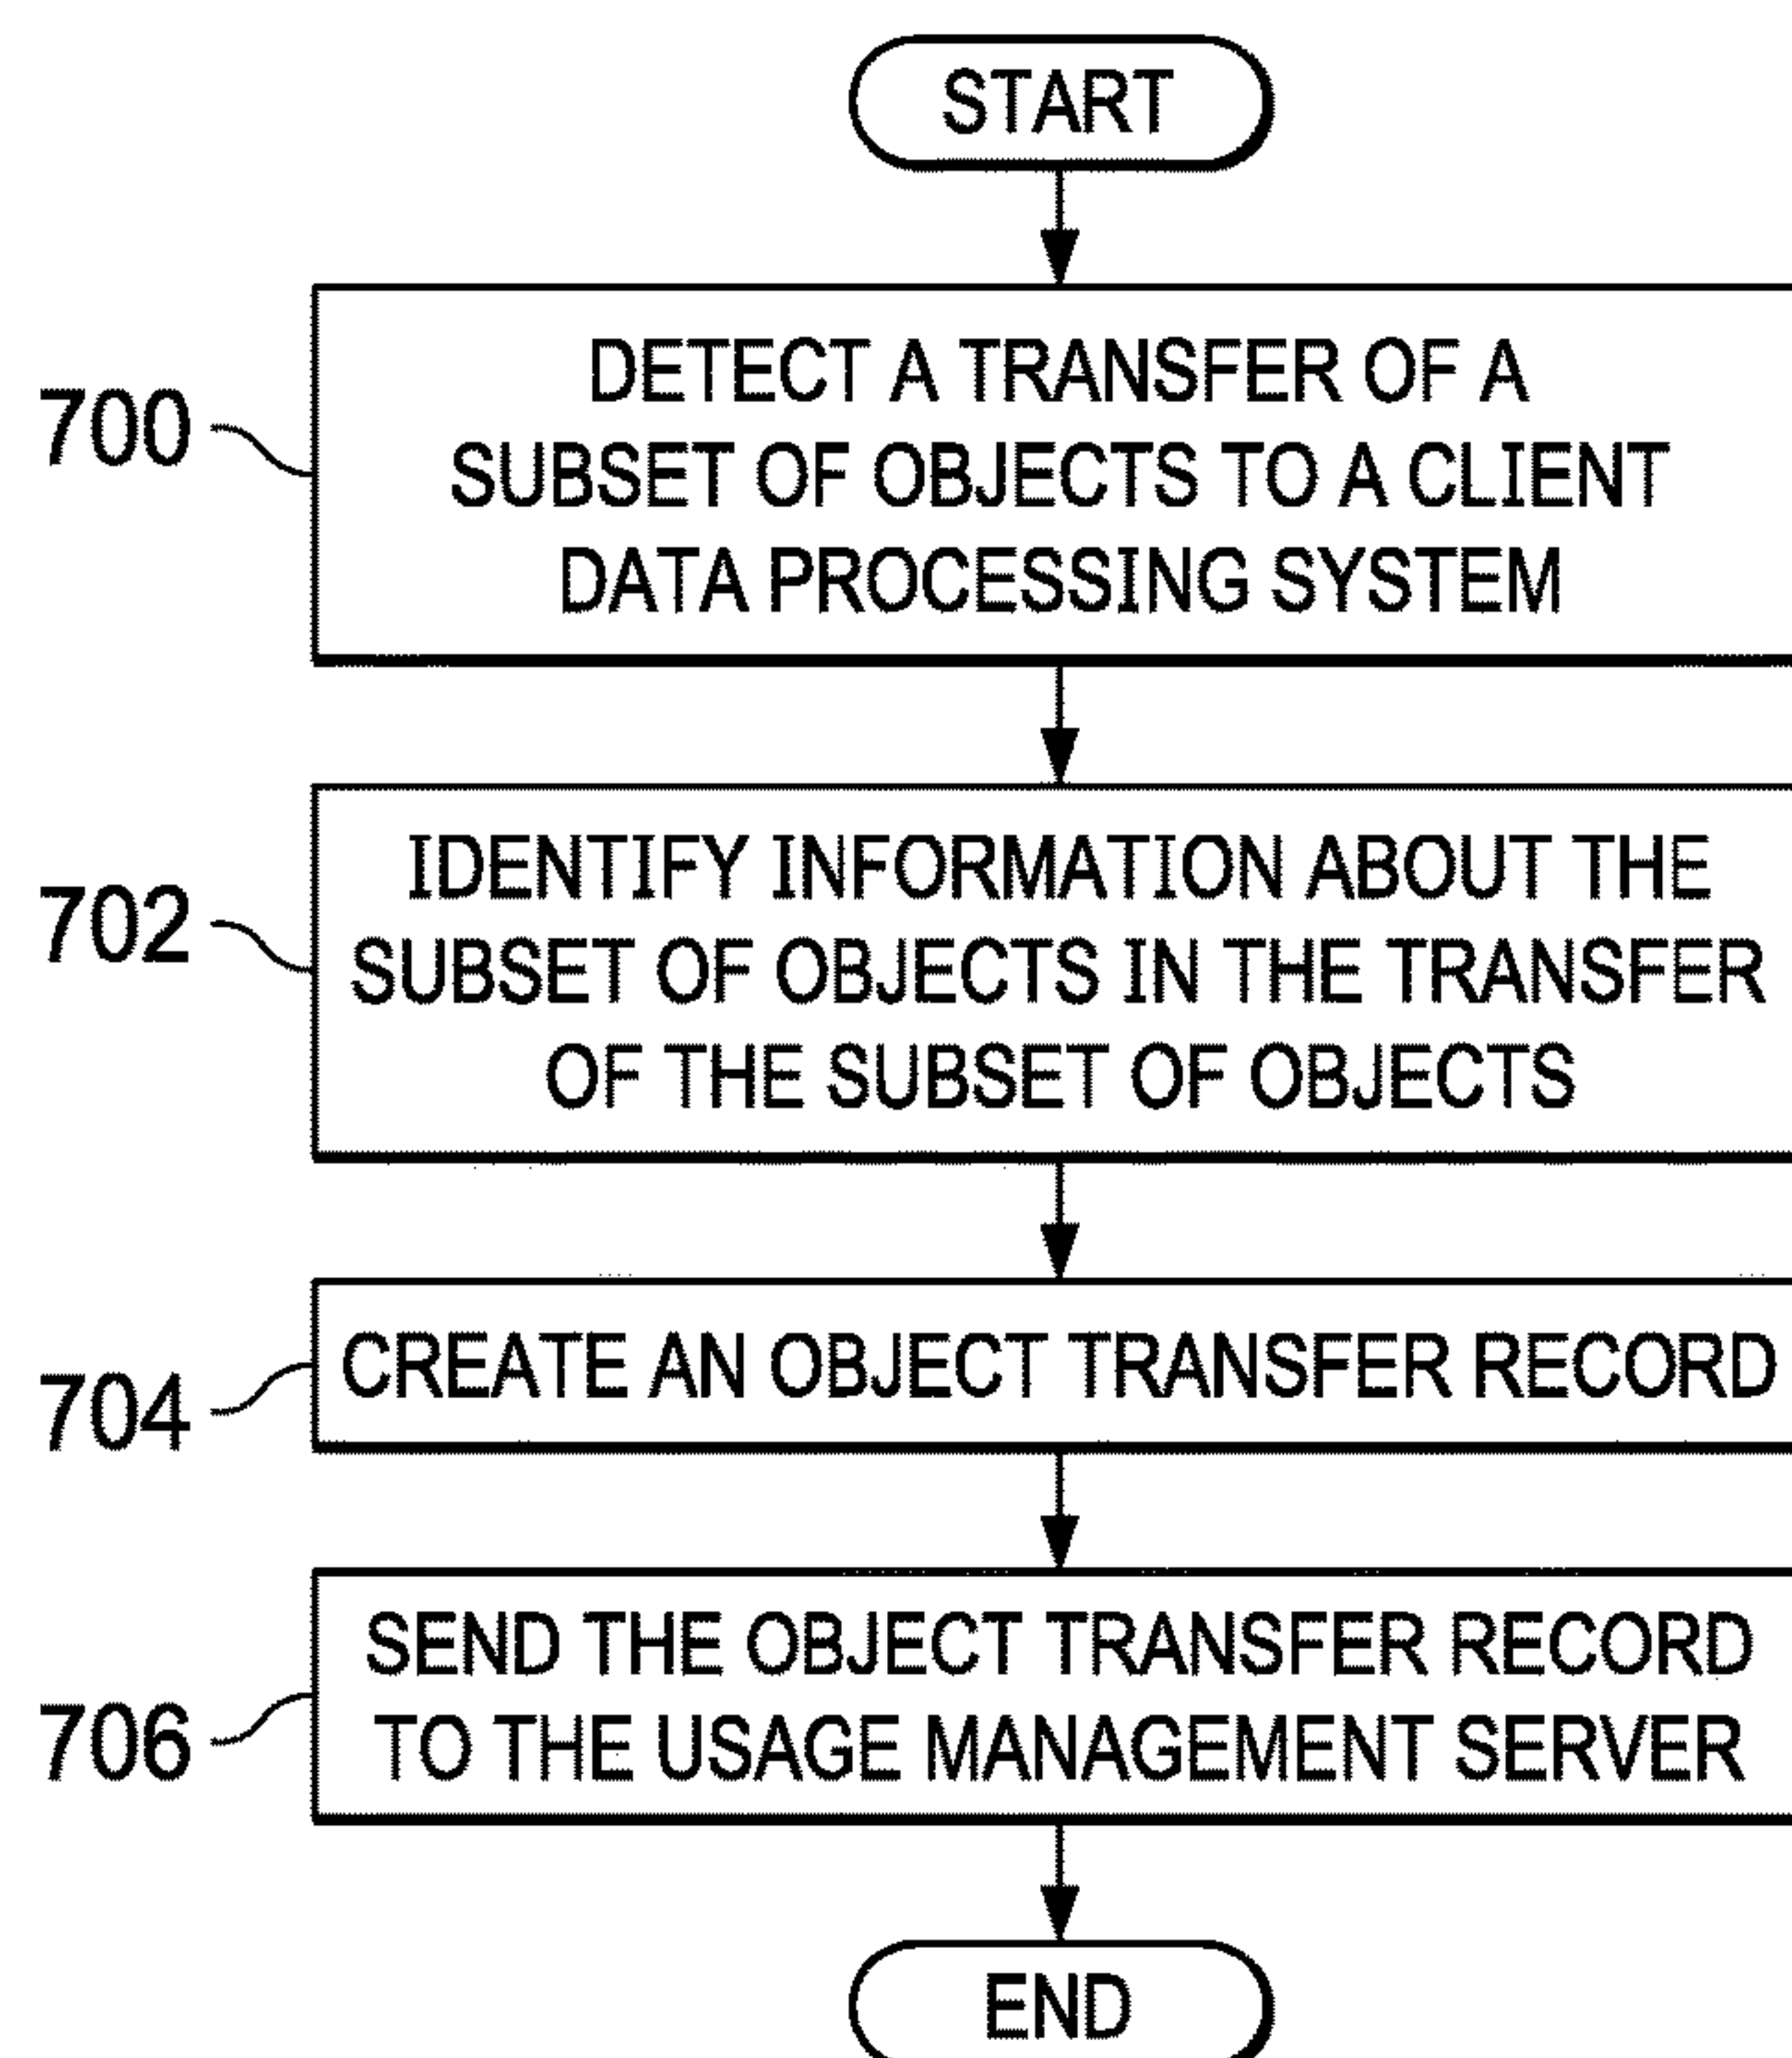 START
700
DETECT A TRANSFER OF A
SUBSET OF OBJECTS TO A CLIENT
DATA PROCESSING SYSTEM
702
IDENTIFY INFORMATION ABOUT THE
SUBSET OF OBJECTS IN THE TRANSFER
OF THE SUBSET OF OBJECTS
704
CREATE AN OBJECT TRANSFER RECORD
706
SEND THE OBJECT TRANSFER RECORD
TO THE USAGE MANAGEMENT SERVER
END